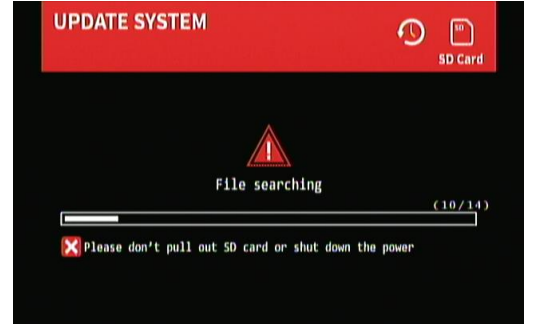 UPDATE SYSTEM
SD
SD Card
!
File searching
(10/14)
Please don't pull out SD card or shut down the power